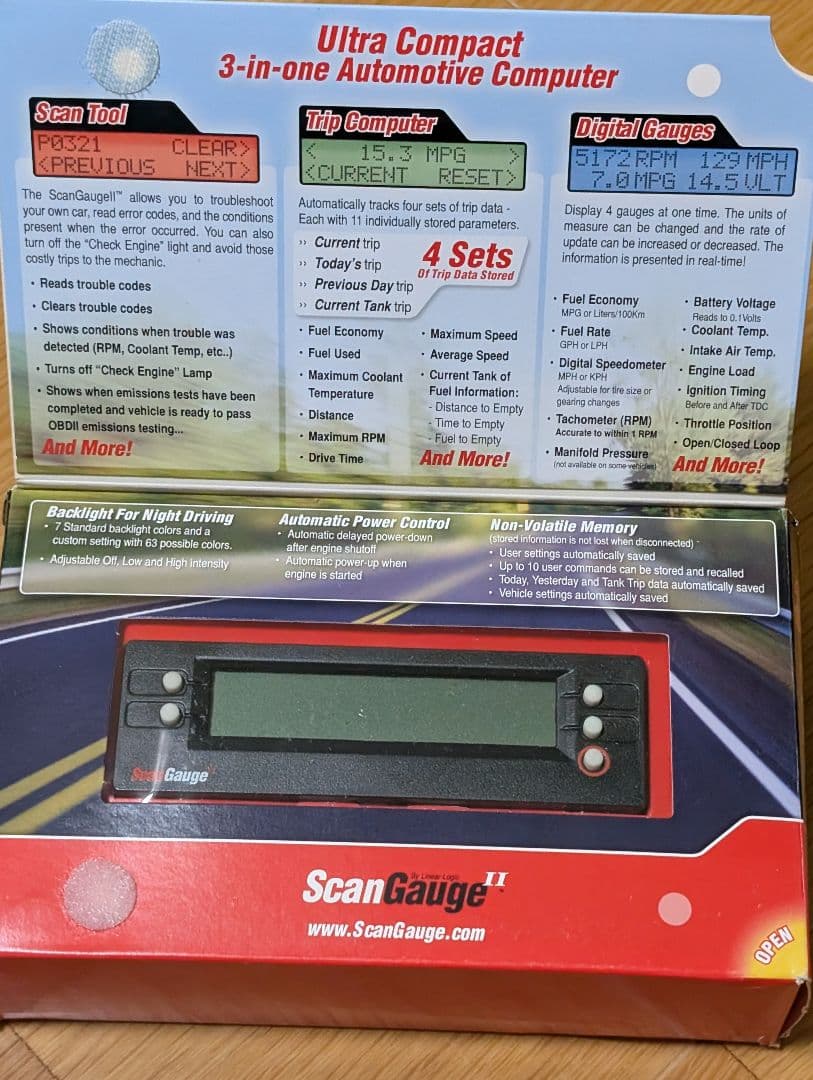 Ultra Compact
3-in-one Automotive Computer
Scan Tool
P0321 CLEAR>
<PREVIOUS NEXT>
The ScanGaugeII™ allows you to troubleshoot
your own car, read error codes, and the conditions
present when the error occurred. You can also
turn off the "Check Engine" light and avoid those
costly trips to the mechanic.
• Reads trouble codes
• Clears trouble codes
• Shows conditions when trouble was
detected (RPM, Coolant Temp, etc..)
• Turns off "Check Engine" Lamp
• Shows when emissions tests have been
completed and vehicle is ready to pass
OBDII emissions testing...
And More!
Trip Computer
< 15.3 MPG >
<CURRENT RESET>
Automatically tracks four sets of trip data -
Each with 11 individually stored parameters.
›› Current trip
›› Today's trip
›› Previous Day trip
›› Current Tank trip
4 Sets
Of Trip Data Stored
• Fuel Economy
• Fuel Used
• Maximum Coolant
Temperature
• Distance
• Maximum RPM
• Drive Time
• Maximum Speed
• Average Speed
• Current Tank of
Fuel Information:
- Distance to Empty
- Time to Empty
- Fuel to Empty
And More!
Digital Gauges
5172 RPM 129 MPH
7.0 MPG 14.5 VLT
Display 4 gauges at one time. The units of
measure can be changed and the rate of
update can be increased or decreased. The
information is presented in real-time!
• Fuel Economy
MPG or Liters/100Km
• Fuel Rate
GPH or LPH
• Digital Speedometer
MPH or KPH
Adjustable for tire size or
gearing changes
• Tachometer (RPM)
Accurate to within 1 RPM
• Manifold Pressure
(not available on some vehicles)
• Battery Voltage
Reads to 0.1Volts
• Coolant Temp.
• Intake Air Temp.
• Engine Load
• Ignition Timing
Before and After TDC
• Throttle Position
• Open/Closed Loop
And More!
Backlight For Night Driving
• 7 Standard backlight colors and a
custom setting with 63 possible colors.
• Adjustable Off, Low and High intensity
Automatic Power Control
• Automatic delayed power-down
after engine shutoff
• Automatic power-up when
engine is started
Non-Volatile Memory
(stored information is not lost when disconnected)
• User settings automatically saved
• Up to 10 user commands can be stored and recalled
• Today, Yesterday and Tank Trip data automatically saved
• Vehicle settings automatically saved
ScanGauge II
By Linear-Logic
ScanGauge II™
www.ScanGauge.com
OPEN